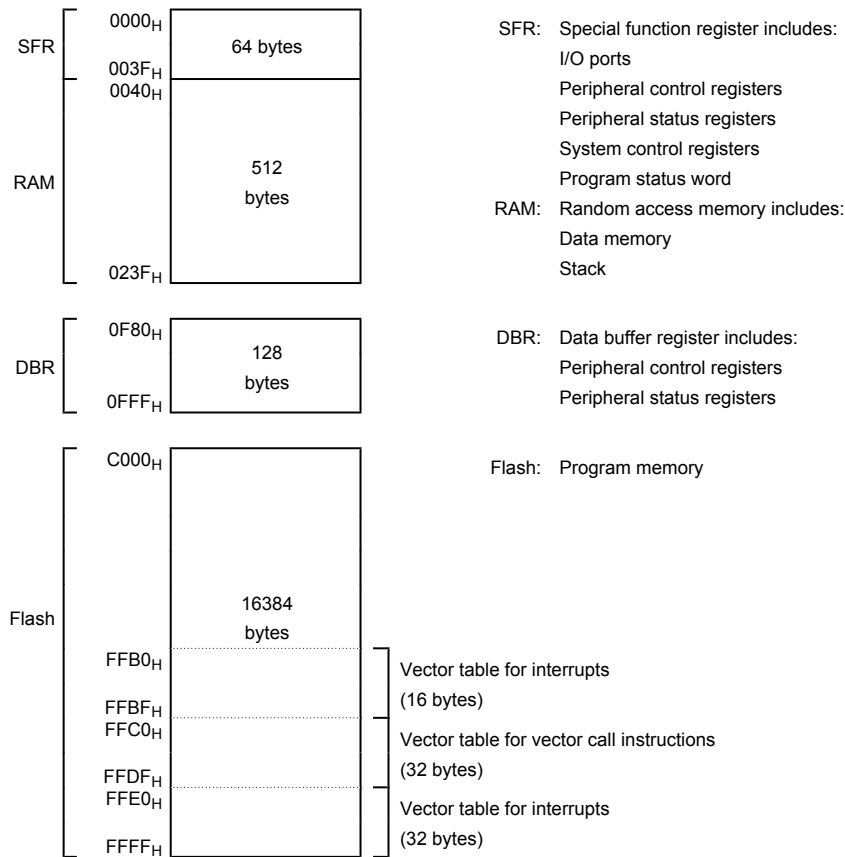 0000H
SFR
64 bytes
003FH
0040H
RAM
512
bytes
023FH
SFR: Special function register includes:
I/O ports
Peripheral control registers
Peripheral status registers
System control registers
Program status word
RAM: Random access memory includes:
Data memory
Stack
0F80H
DBR
128
bytes
0FFFH
DBR: Data buffer register includes:
Peripheral control registers
Peripheral status registers
C000H
Flash: Program memory
Flash
16384
bytes
FFB0H
Vector table for interrupts
(16 bytes)
FFBFH
FFC0H
Vector table for vector call instructions
(32 bytes)
FFDFH
FFE0H
Vector table for interrupts
(32 bytes)
FFFFH